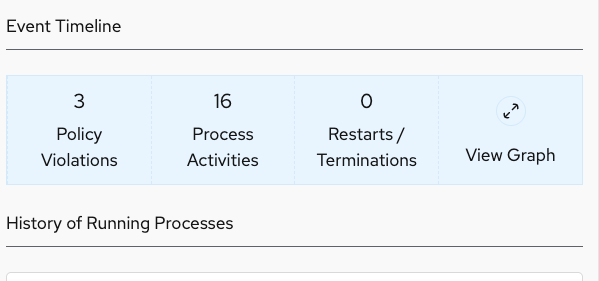 Event Timeline
3
Policy
Violations
16
Process
Activities
0
Restarts /
Terminations
View Graph
History of Running Processes